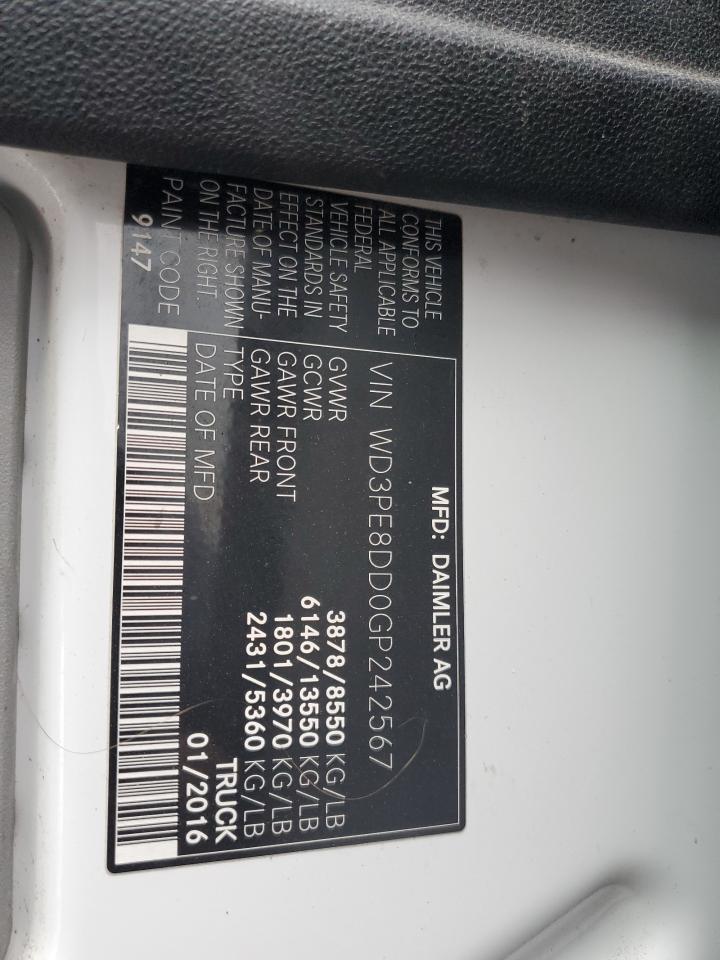 MFD: DAIMLER AG
VIN WD3PE8DD0GP242567
GVWR 3878/8550 KG/LB
GCWR 6146/13550 KG/LB
GAWR FRONT 1801/3970 KG/LB
GAWR REAR 2431/5360 KG/LB
TYPE TRUCK
DATE OF MFD 01/2016
THIS VEHICLE
CONFORMS TO
ALL APPLICABLE
FEDERAL
VEHICLE SAFETY
STANDARDS IN
EFFECT ON THE
DATE OF MANU-
FACTURE SHOWN
ON THE RIGHT.
PAINT CODE
9147